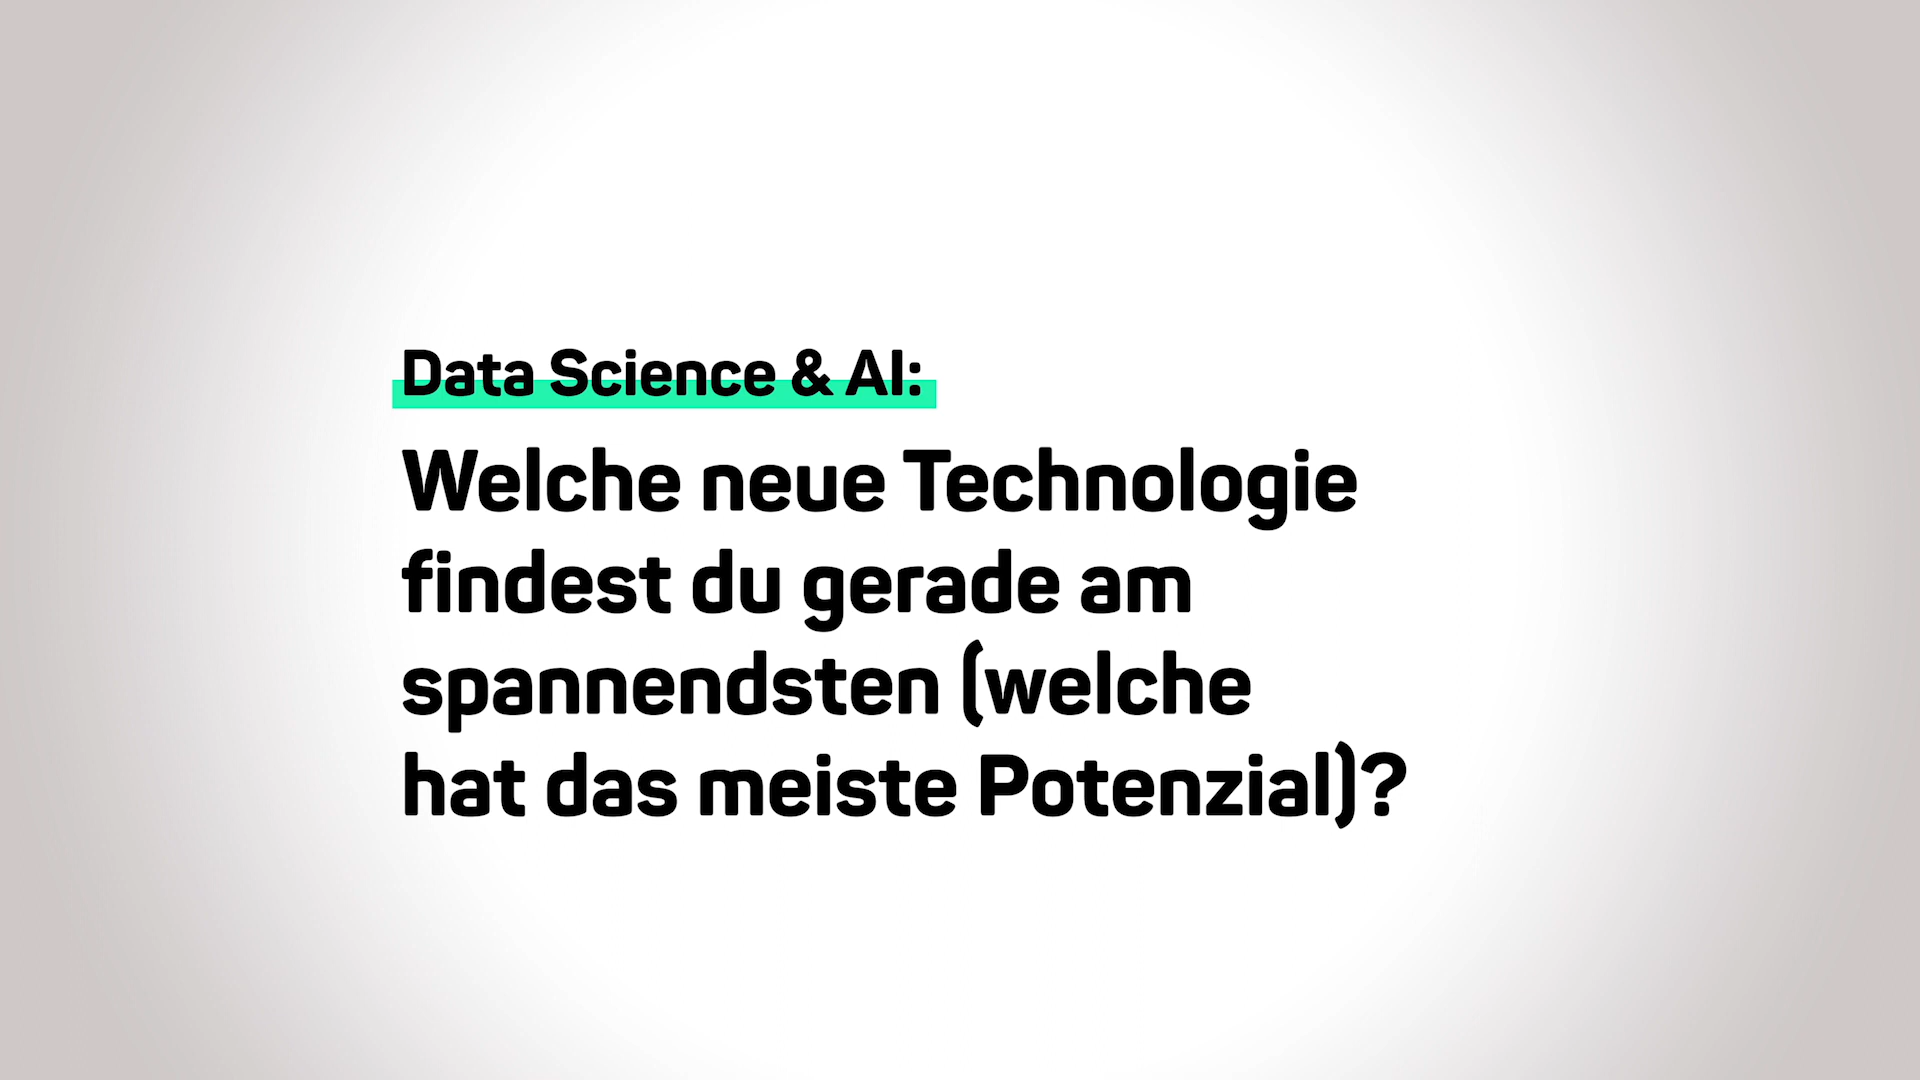 Data Science & AI:
Welche neue Technologie
findest du gerade am
spannendsten (welche
hat das meiste Potenzial)?